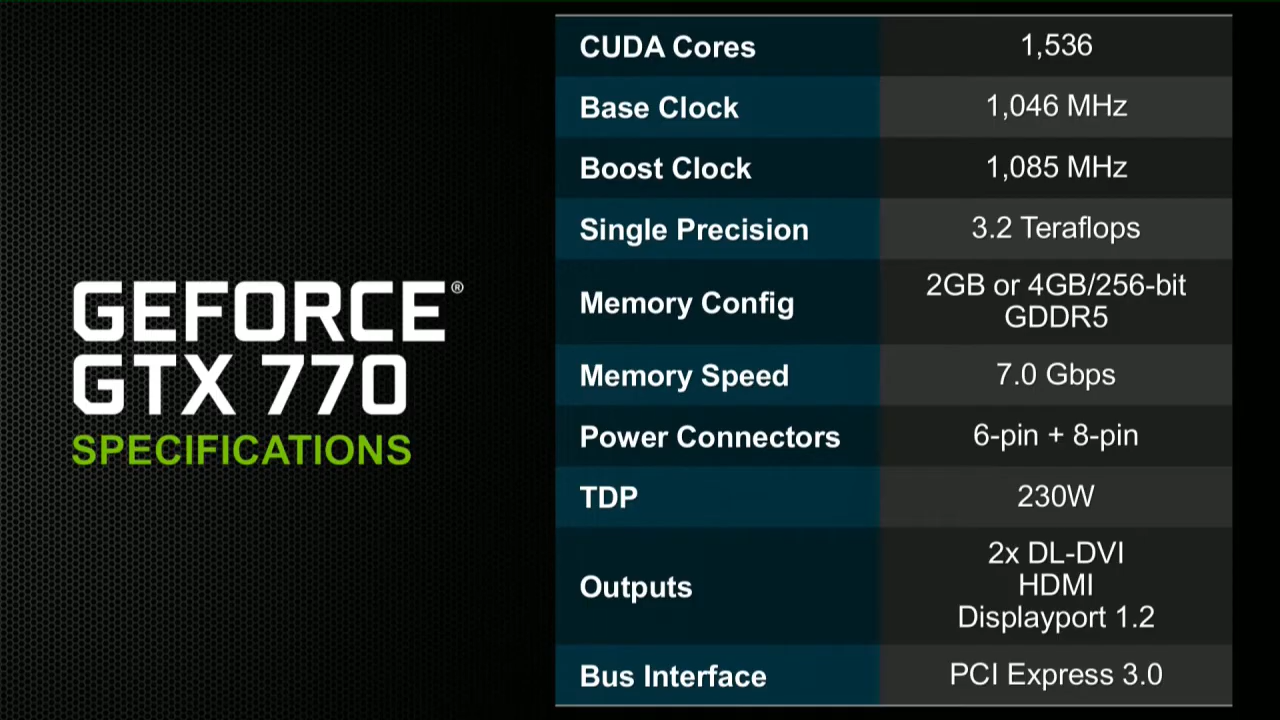 GEFORCE®
GTX 770
SPECIFICATIONS
CUDA Cores 1,536
Base Clock 1,046 MHz
Boost Clock 1,085 MHz
Single Precision 3.2 Teraflops
Memory Config 2GB or 4GB/256-bit
GDDR5
Memory Speed 7.0 Gbps
Power Connectors 6-pin + 8-pin
TDP 230W
Outputs 2x DL-DVI
HDMI
Displayport 1.2
Bus Interface PCI Express 3.0